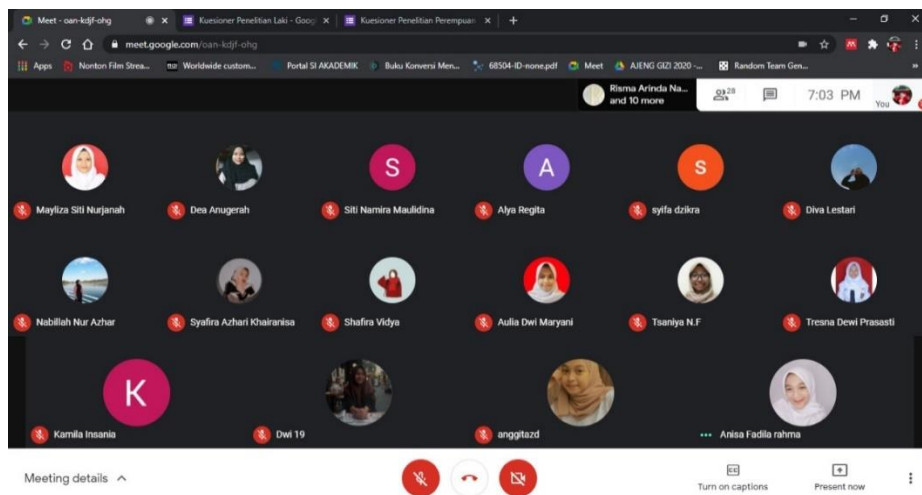 Meet - oan-kdjf-ohg
Kuesioner Penelitian Laki - Goog
Kuesioner Penelitian Perempuan
meet.google.com/oan-kdjf-ohg
Apps Nonton Film Strea... Worldwide custom... Portal SI AKADEMIK Buku Konversi Men... 68504-ID-none.pdf Meet AJENG GIZI 2020 -... Random Team Gen...
Risma Arinda Na...
and 10 more
28
7:03 PM
You
S A s
Mayliza Siti Nurjanah Dea Anugerah Siti Namira Maulidina Alya Regita syifa dzikra Diva Lestari
Nabillah Nur Azhar Syafira Azhari Khairanisa Shafira Vidya Aulia Dwi Maryani Tsaniya N.F Tresna Dewi Prasasti
K
Kamila Insania Dwi 19 anggitazd Anisa Fadila rahma
Meeting details
Turn on captions
Present now